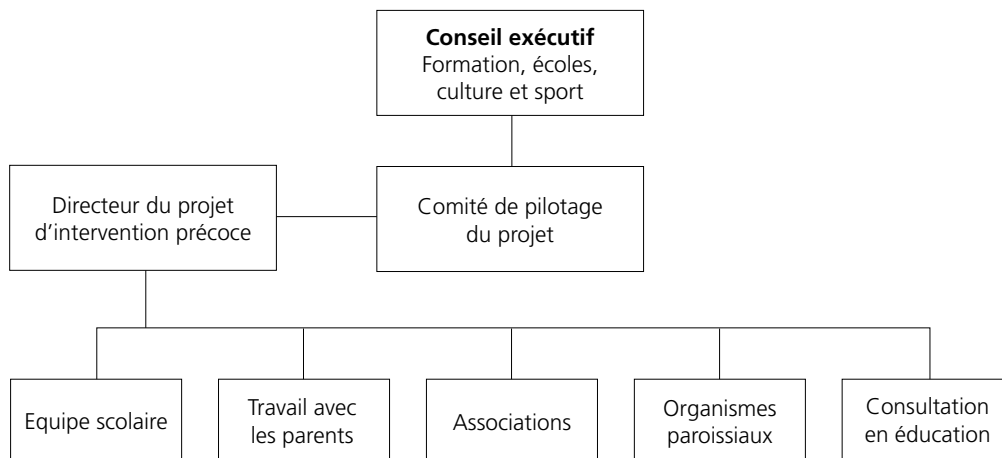 Conseil exécutif
Formation, écoles,
culture et sport
Directeur du projet
d’intervention précoce
Comité de pilotage
du projet
Equipe scolaire
Travail avec
les parents
Associations
Organismes
paroissiaux
Consultation
en éducation